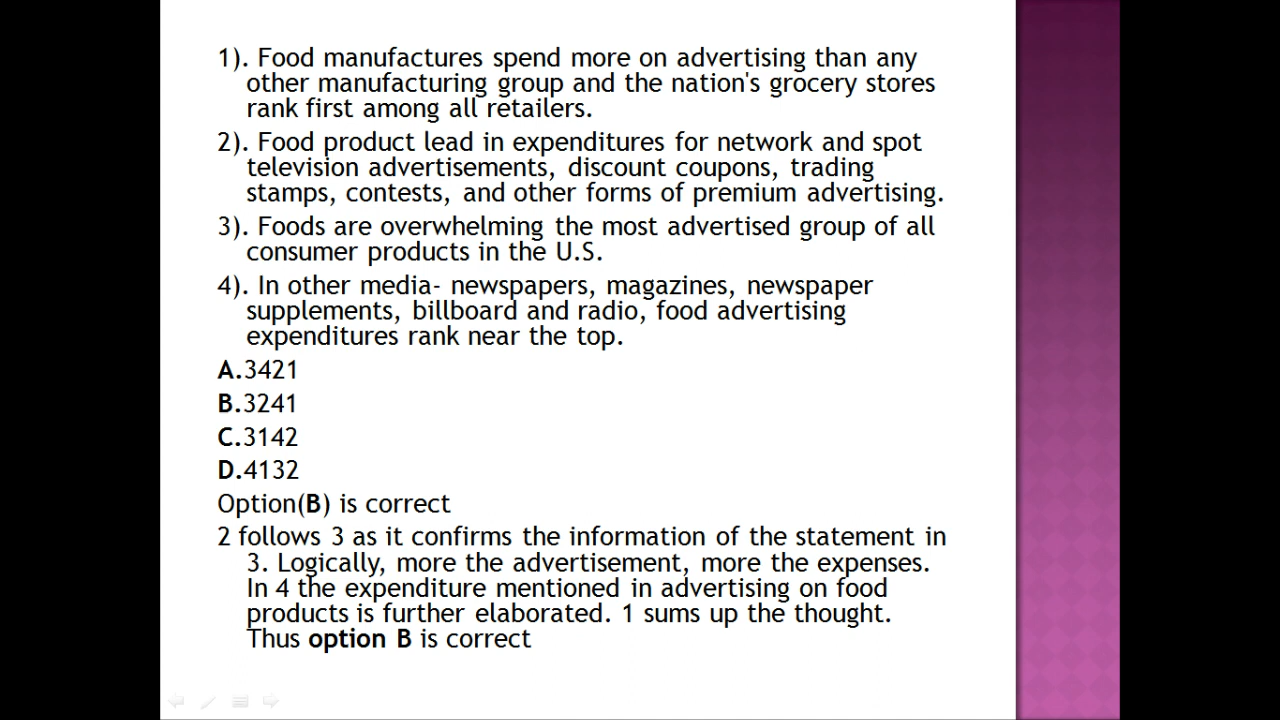 1). Food manufactures spend more on advertising than any
other manufacturing group and the nation's grocery stores
rank first among all retailers.
2). Food product lead in expenditures for network and spot
television advertisements, discount coupons, trading
stamps, contests, and other forms of premium advertising.
3). Foods are overwhelming the most advertised group of all
consumer products in the U.S.
4). In other media- newspapers, magazines, newspaper
supplements, billboard and radio, food advertising
expenditures rank near the top.
A.3421
B.3241
C.3142
D.4132
Option(B) is correct
2 follows 3 as it confirms the information of the statement in
3. Logically, more the advertisement, more the expenses.
In 4 the expenditure mentioned in advertising on food
products is further elaborated. 1 sums up the thought.
Thus option B is correct